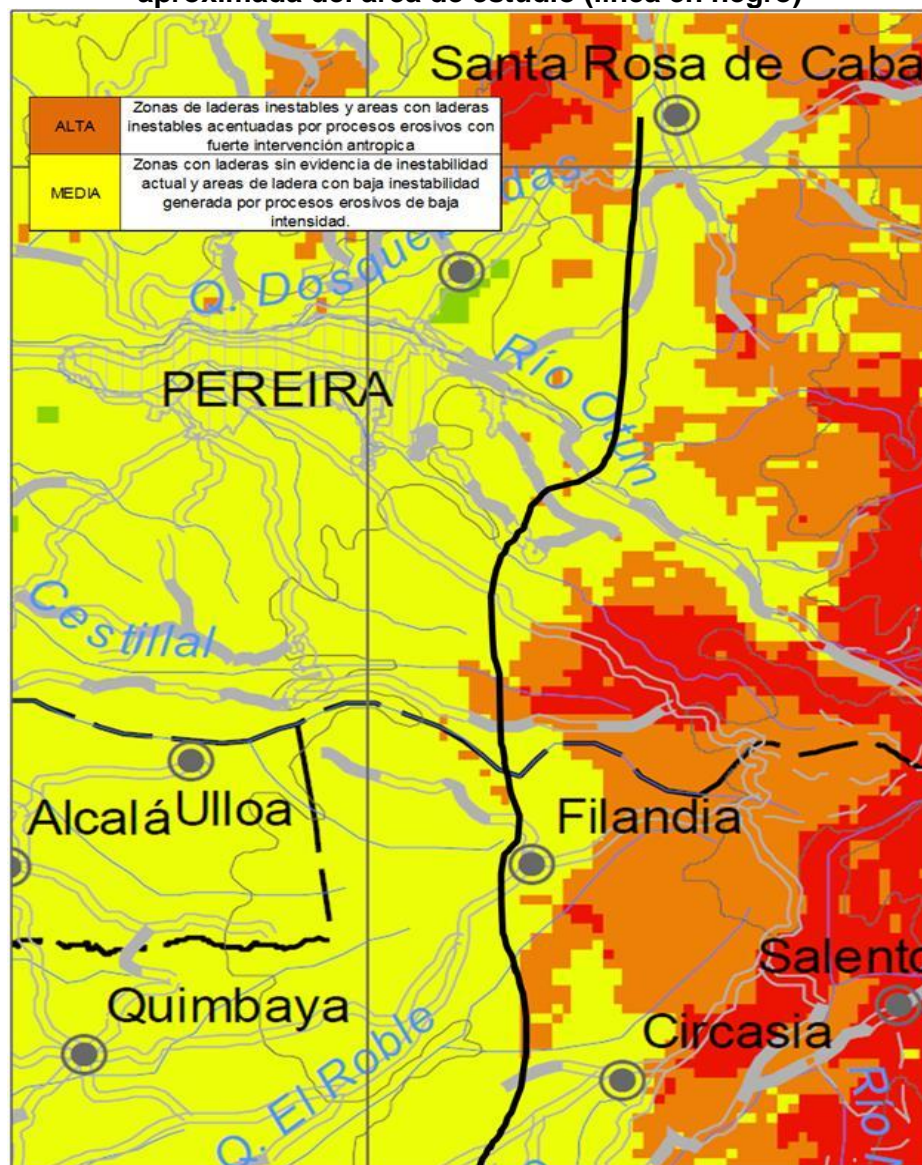 aproximada del área de estudio (línea en negro)
Santa Rosa de Caba
ALTA
Zonas de laderas inestables y areas con laderas
inestables acentuadas por procesos erosivos con
fuerte intervención antropica
MEDIA
Zonas con laderas sin evidencia de inestabilidad
actual y areas de ladera con baja inestabilidad
generada por procesos erosivos de baja
intensidad.
Q. Dosquebradas
Río Otún
PEREIRA
Cestillal
Filandia
Alcalá
Ulloa
Salento
Quimbaya
Circasia
Q. El Roble
Río